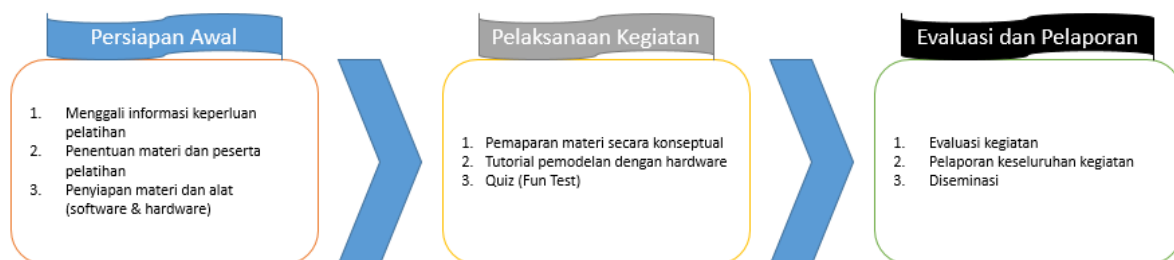 Persiapan Awal
1. Menggali informasi keperluan
pelatihan
2. Penentuan materi dan peserta
pelatihan
3. Penyiapan materi dan alat
(software & hardware)
Pelaksanaan Kegiatan
1. Pemaparan materi secara konseptual
2. Tutorial pemodelan dengan hardware
3. Quiz (Fun Test)
Evaluasi dan Pelaporan
1. Evaluasi kegiatan
2. Pelaporan keseluruhan kegiatan
3. Diseminasi